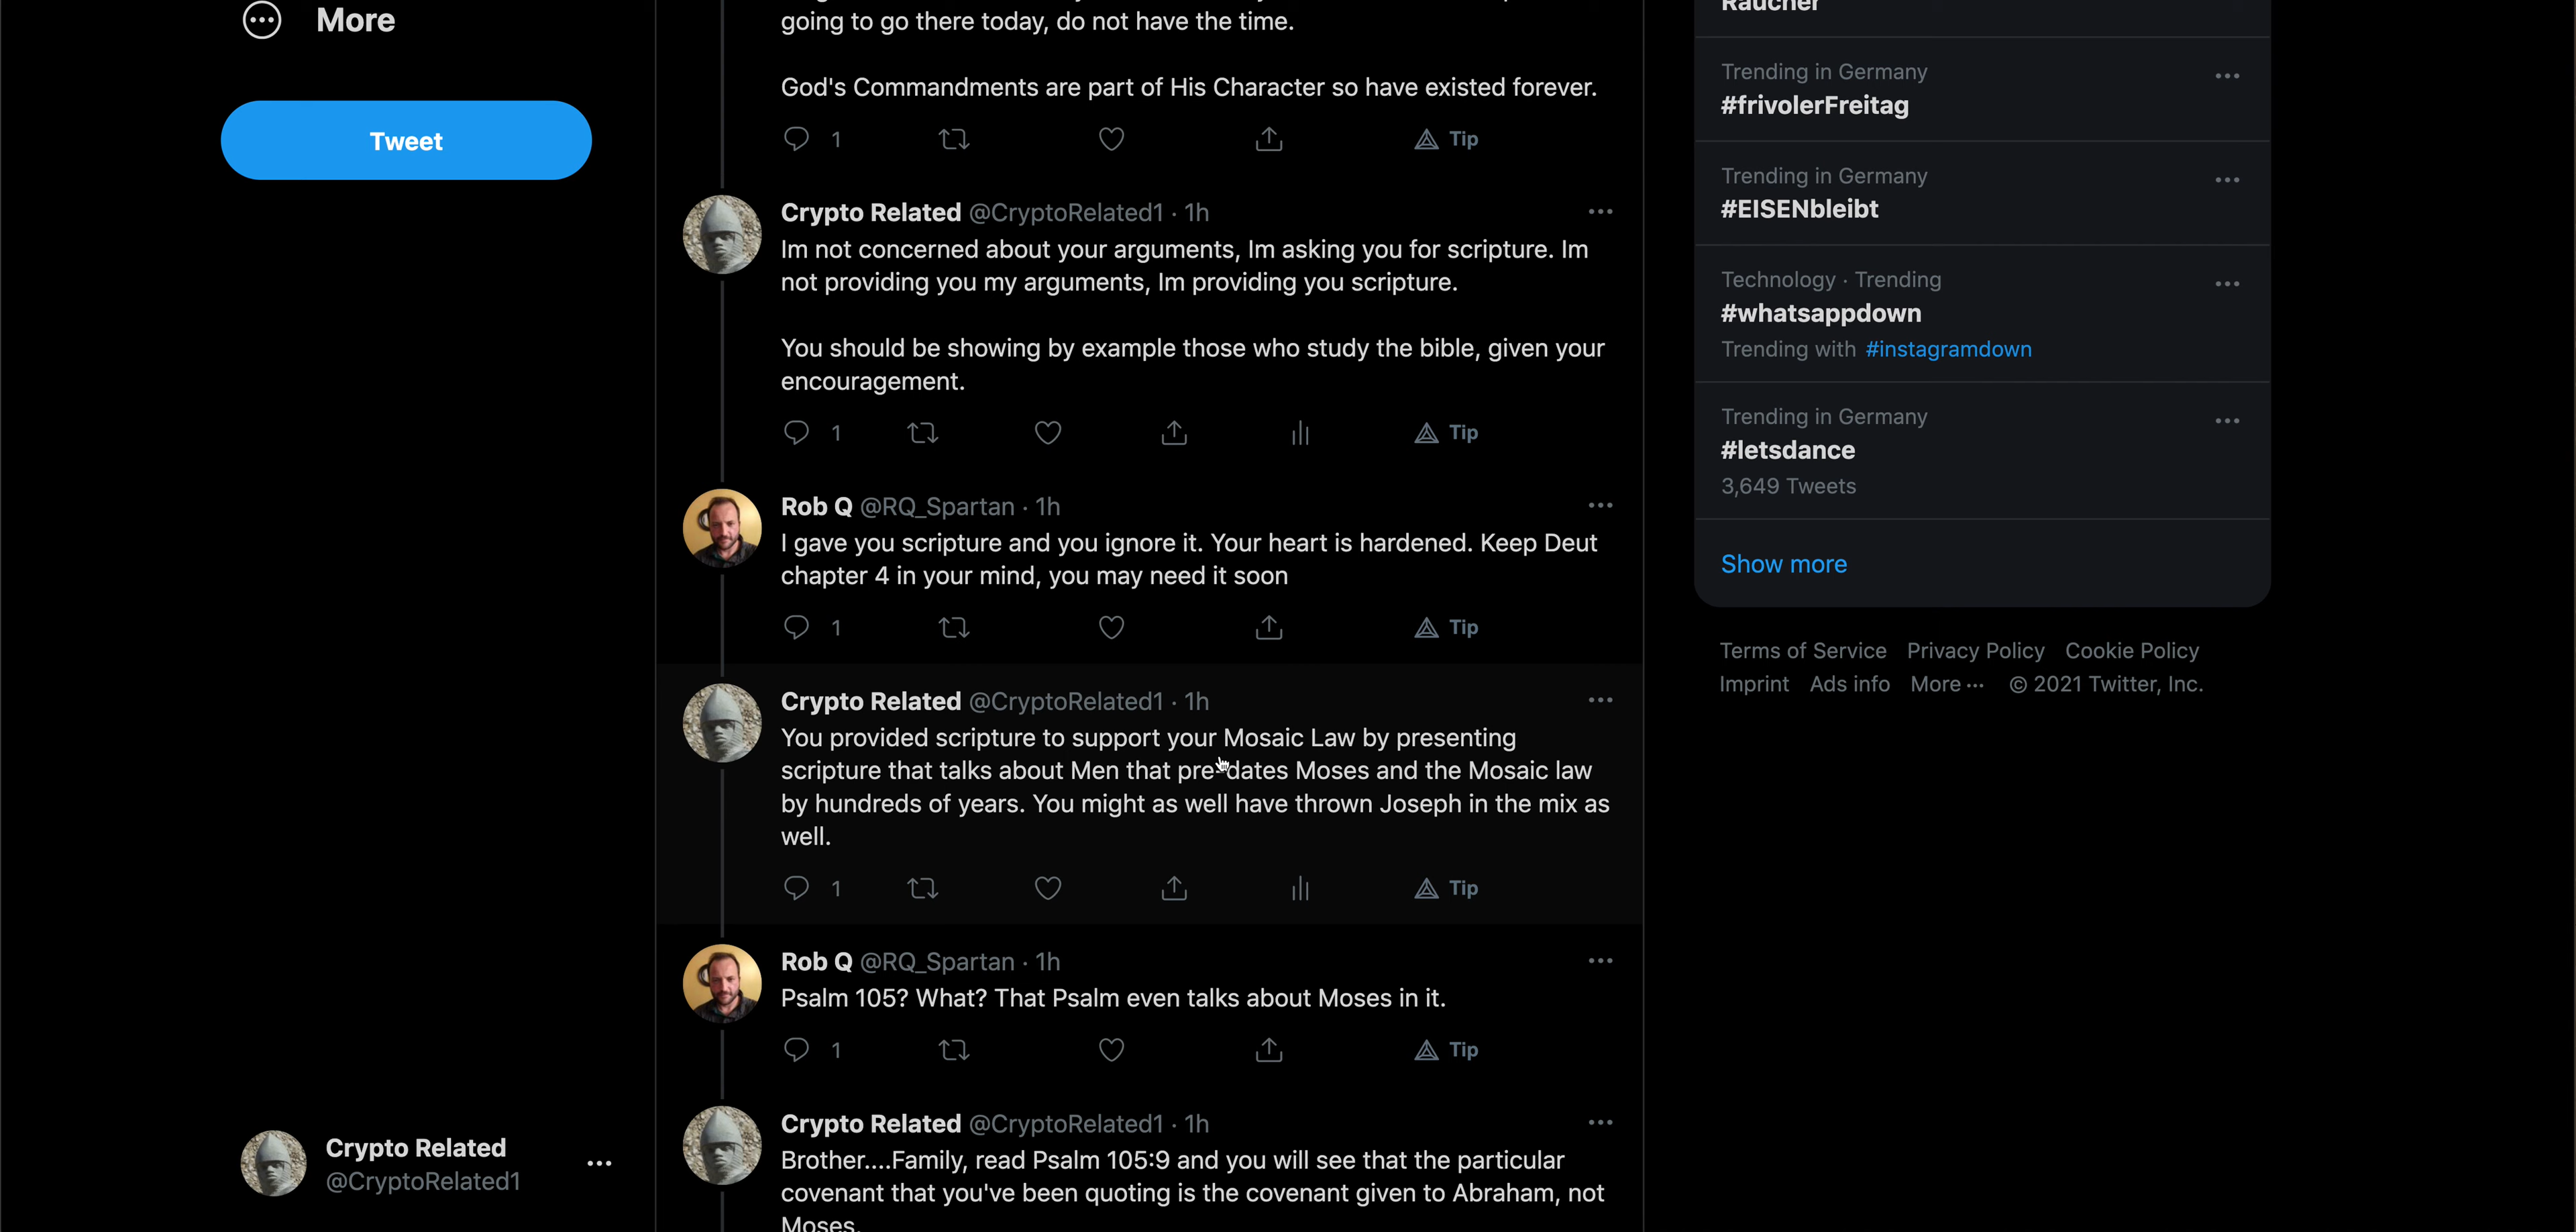 More
Tweet
going to go there today, do not have the time.
God's Commandments are part of His Character so have existed forever.
1
Tip
Crypto Related @CryptoRelated1 · 1h
Im not concerned about your arguments, Im asking you for scripture. Im
not providing you my arguments, Im providing you scripture.
You should be showing by example those who study the bible, given your
encouragement.
1
Tip
Rob Q @RQ_Spartan · 1h
I gave you scripture and you ignore it. Your heart is hardened. Keep Deut
chapter 4 in your mind, you may need it soon
1
Tip
Crypto Related @CryptoRelated1 · 1h
You provided scripture to support your Mosaic Law by presenting
scripture that talks about Men that pre-dates Moses and the Mosaic law
by hundreds of years. You might as well have thrown Joseph in the mix as
well.
1
Tip
Rob Q @RQ_Spartan · 1h
Psalm 105? What? That Psalm even talks about Moses in it.
1
Tip
Crypto Related @CryptoRelated1 · 1h
Brother....Family, read Psalm 105:9 and you will see that the particular
covenant that you've been quoting is the covenant given to Abraham, not
Moses.
Crypto Related
@CryptoRelated1
Raucher
Trending in Germany
#frivolerFreitag
Trending in Germany
#EISENbleibt
Technology · Trending
#whatsappdown
Trending with #instagramdown
Trending in Germany
#letsdance
3,649 Tweets
Show more
Terms of Service Privacy Policy Cookie Policy
Imprint Ads info More ··· © 2021 Twitter, Inc.